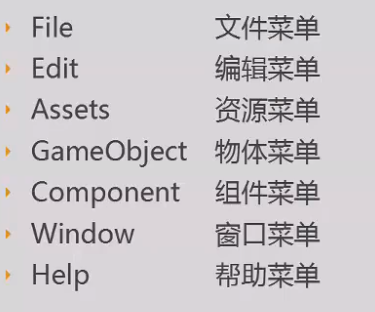 File 文件菜单
Edit 编辑菜单
Assets 资源菜单
GameObject 物体菜单
Component 组件菜单
Window 窗口菜单
Help 帮助菜单